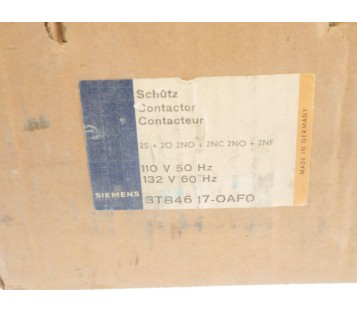 Schütz
Contactor
Contacteur
2S + 2Ö 2NO + 2NC 2NO + 2NF
110 V 50 Hz
132 V 60 Hz
SIEMENS
3TB46 17-0AF0
MADE IN GERMANY